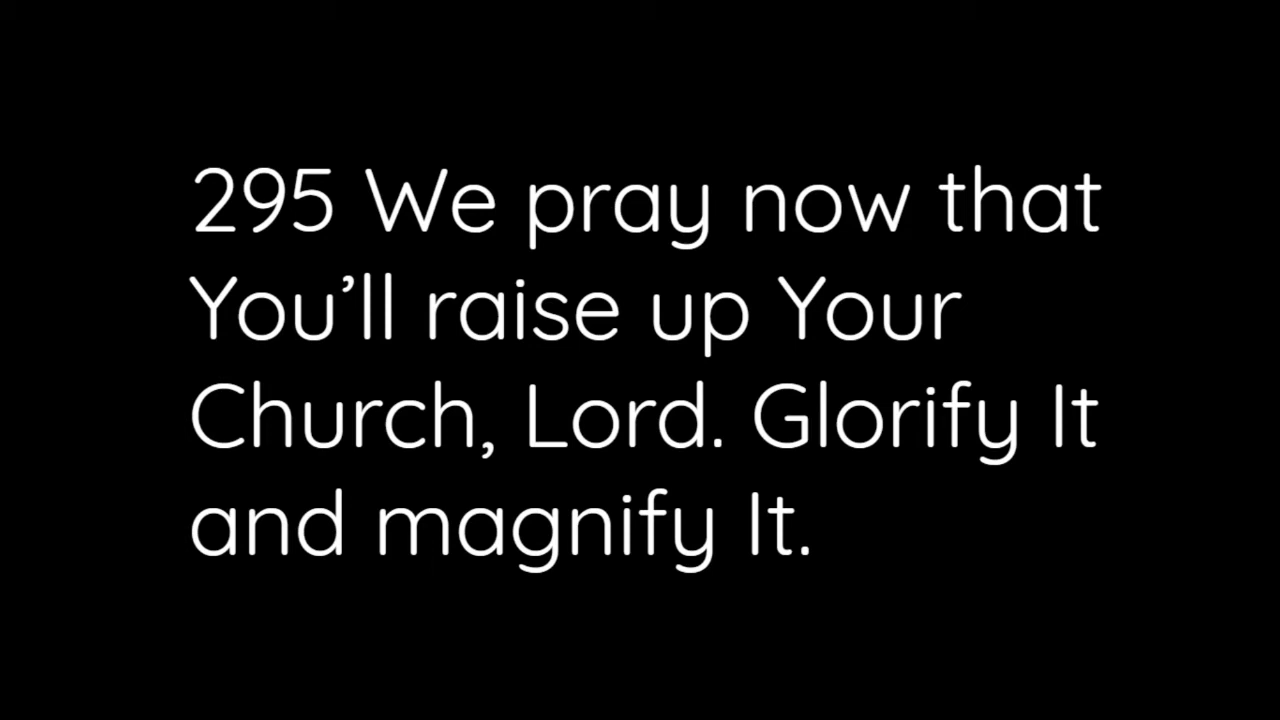 295 We pray now that
You’ll raise up Your
Church, Lord. Glorify It
and magnify It.